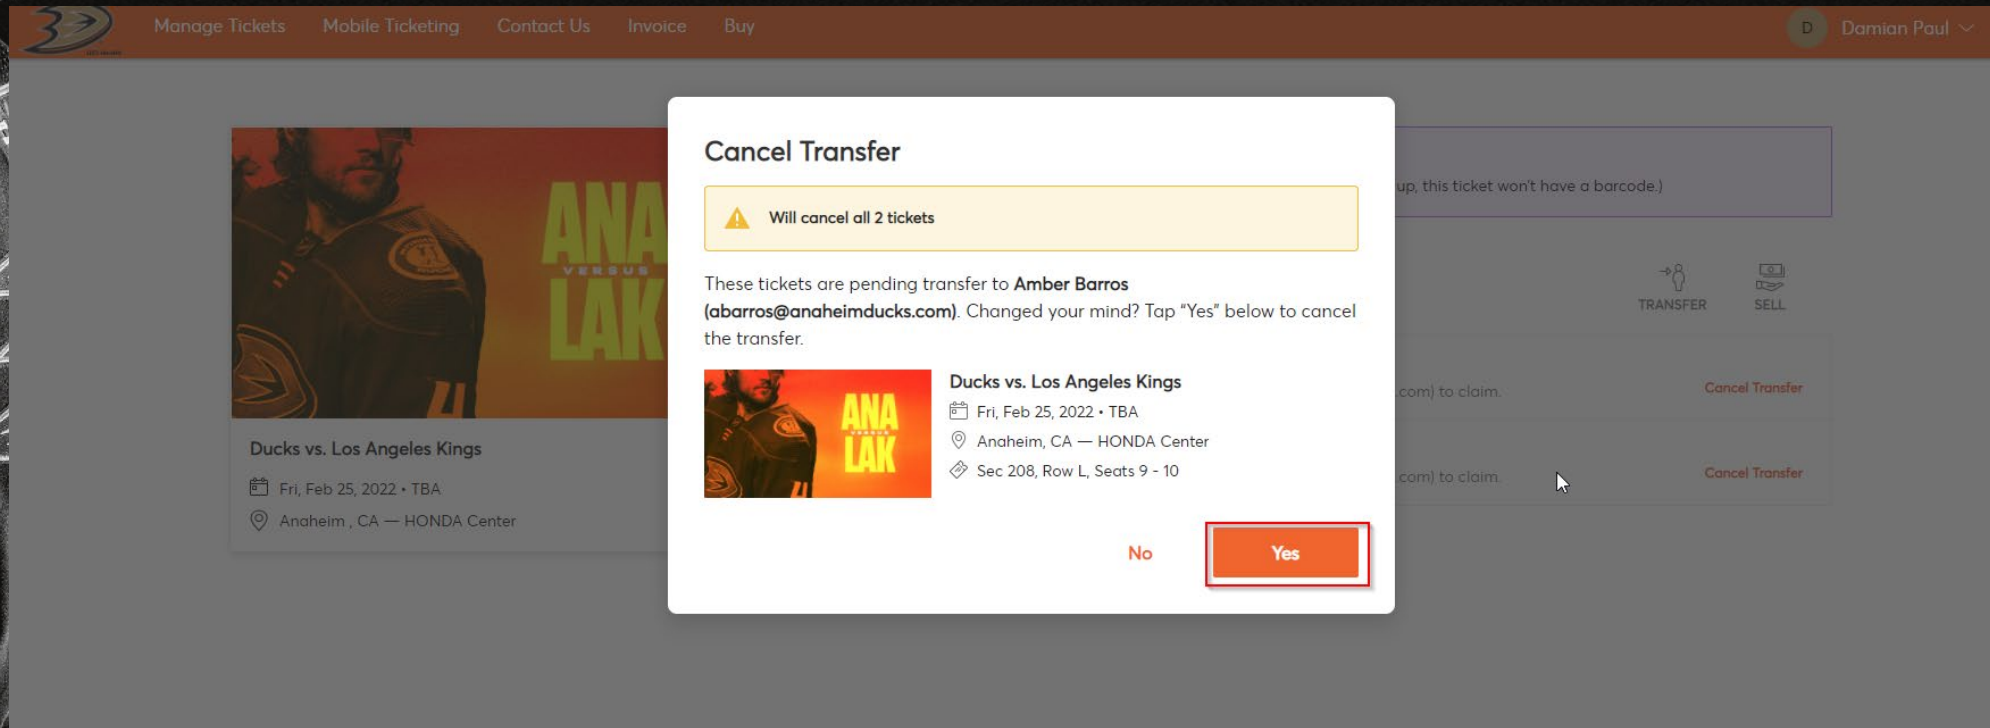 Manage Tickets Mobile Ticketing Contact Us Invoice Buy D Damian Paul
Cancel Transfer
Will cancel all 2 tickets
These tickets are pending transfer to Amber Barros
(abarros@anaheimducks.com). Changed your mind? Tap "Yes" below to cancel
the transfer.
ANA
VERSUS
LAK
Ducks vs. Los Angeles Kings
Fri, Feb 25, 2022 • TBA
Anaheim, CA — HONDA Center
Sec 208, Row L, Seats 9 - 10
No Yes
ANA
VERSUS
LAK
Ducks vs. Los Angeles Kings
Fri, Feb 25, 2022 • TBA
Anaheim , CA — HONDA Center
up, this ticket won't have a barcode.)
TRANSFER SELL
.com) to claim. Cancel Transfer
.com) to claim. Cancel Transfer